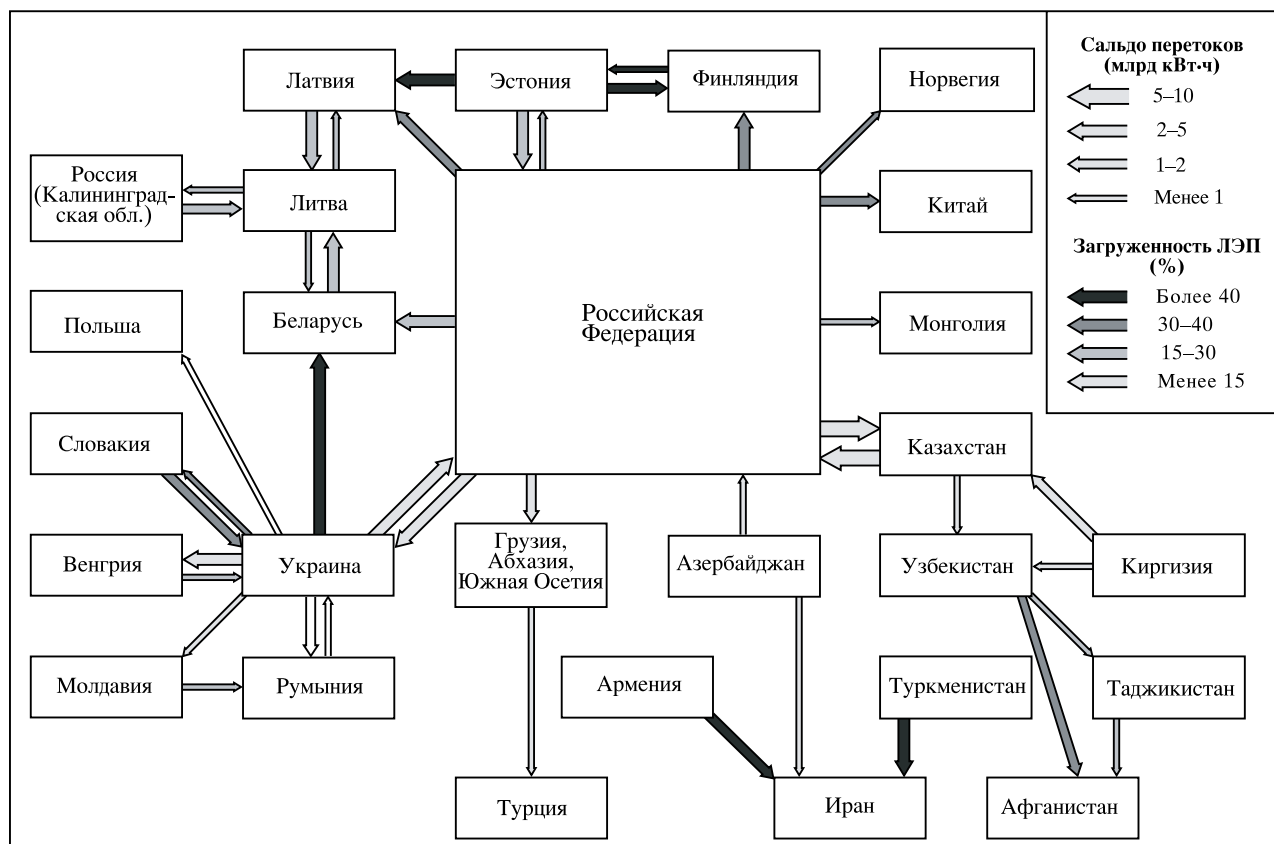 Латвия
Эстония
Финляндия
Норвегия
Россия
(Калининград-
ская обл.)
Литва
Китай
Польша
Беларусь
Российская
Федерация
Монголия
Словакия
Казахстан
Венгрия
Украина
Грузия,
Абхазия,
Южная Осетия
Азербайджан
Узбекистан
Киргизия
Молдавия
Румыния
Армения
Туркменистан
Таджикистан
Турция
Иран
Афганистан
Сальдо перетоков
(млрд кВт·ч)
5–10
2–5
1–2
Менее 1
Загруженность ЛЭП
(%)
Более 40
30–40
15–30
Менее 15